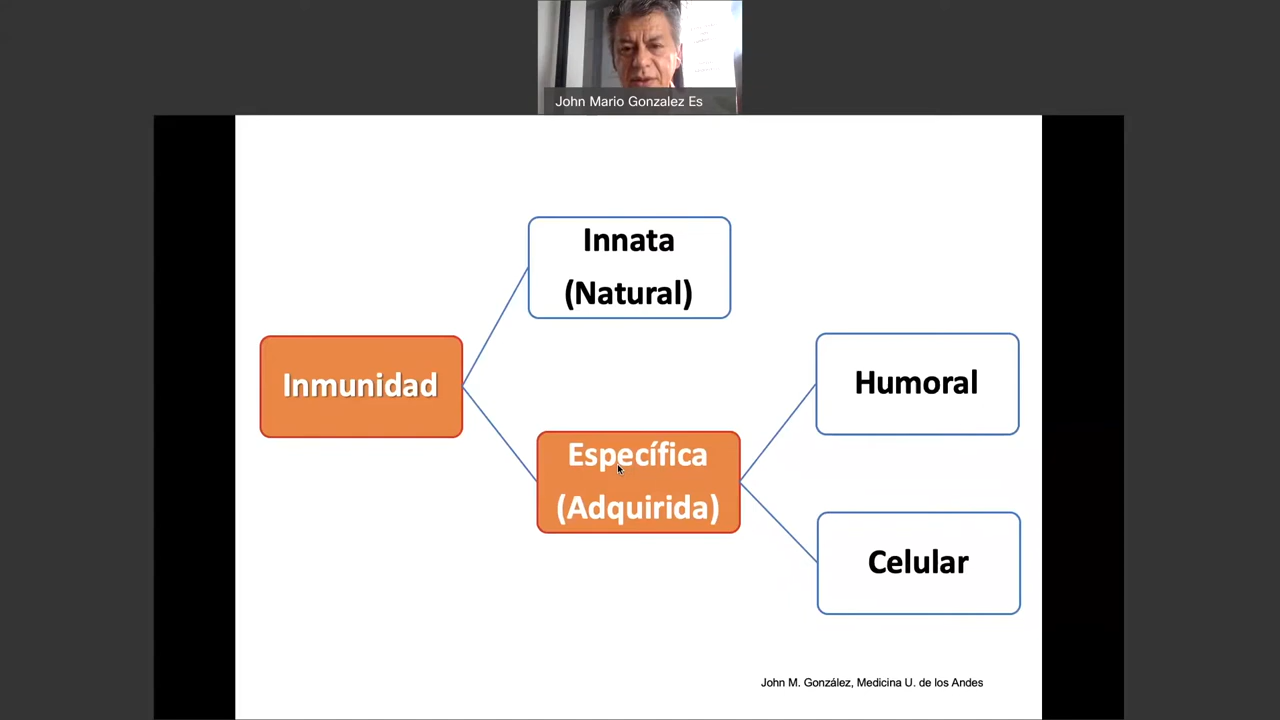 John Mario Gonzalez Es
Innata
(Natural)
Inmunidad
Humoral
Específica
(Adquirida)
Celular
John M. González, Medicina U. de los Andes